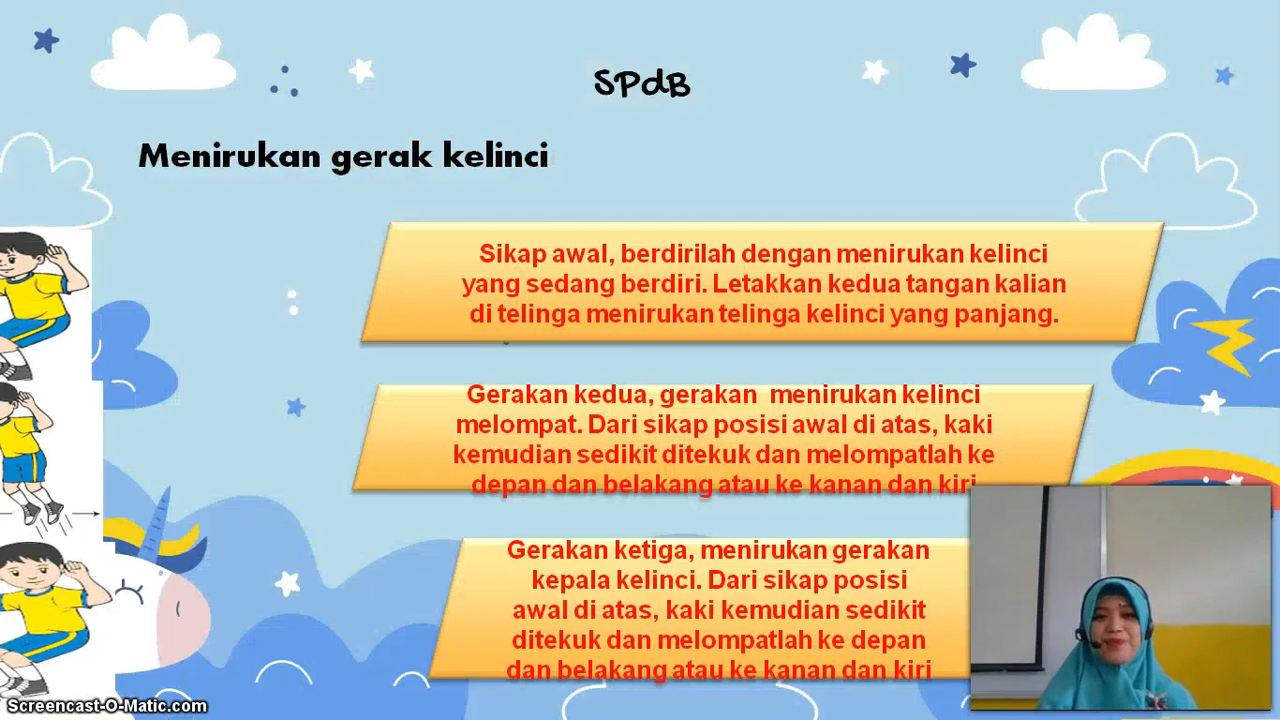 SPdB
Menirukan gerak kelinci
Sikap awal, berdirilah dengan menirukan kelinci
yang sedang berdiri. Letakkan kedua tangan kalian
di telinga menirukan telinga kelinci yang panjang.
Gerakan kedua, gerakan menirukan kelinci
melompat. Dari sikap posisi awal di atas, kaki
kemudian sedikit ditekuk dan melompatlah ke
depan dan belakang atau ke kanan dan kiri
Gerakan ketiga, menirukan gerakan
kepala kelinci. Dari sikap posisi
awal di atas, kaki kemudian sedikit
ditekuk dan melompatlah ke depan
dan belakang atau ke kanan dan kiri
Screencast-O-Matic.com